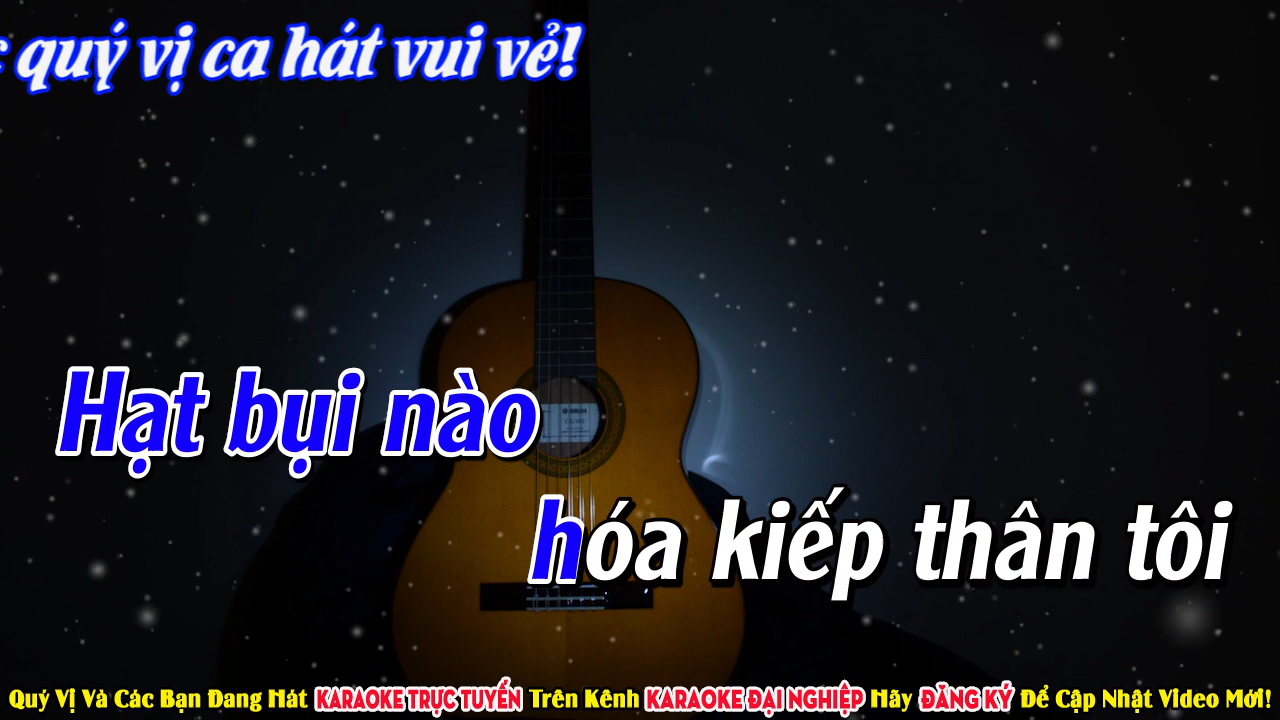 quý vị ca hát vui vẻ!
YAMAHA
Hạt bụi nào
hóa kiếp thân tôi
Quý Vị Và Các Bạn Đang Hát KARAOKE TRỰC TUYẾN Trên Kênh KARAOKE ĐẠI NGHIỆP Hãy ĐĂNG KÝ Để Cập Nhật Video Mới!